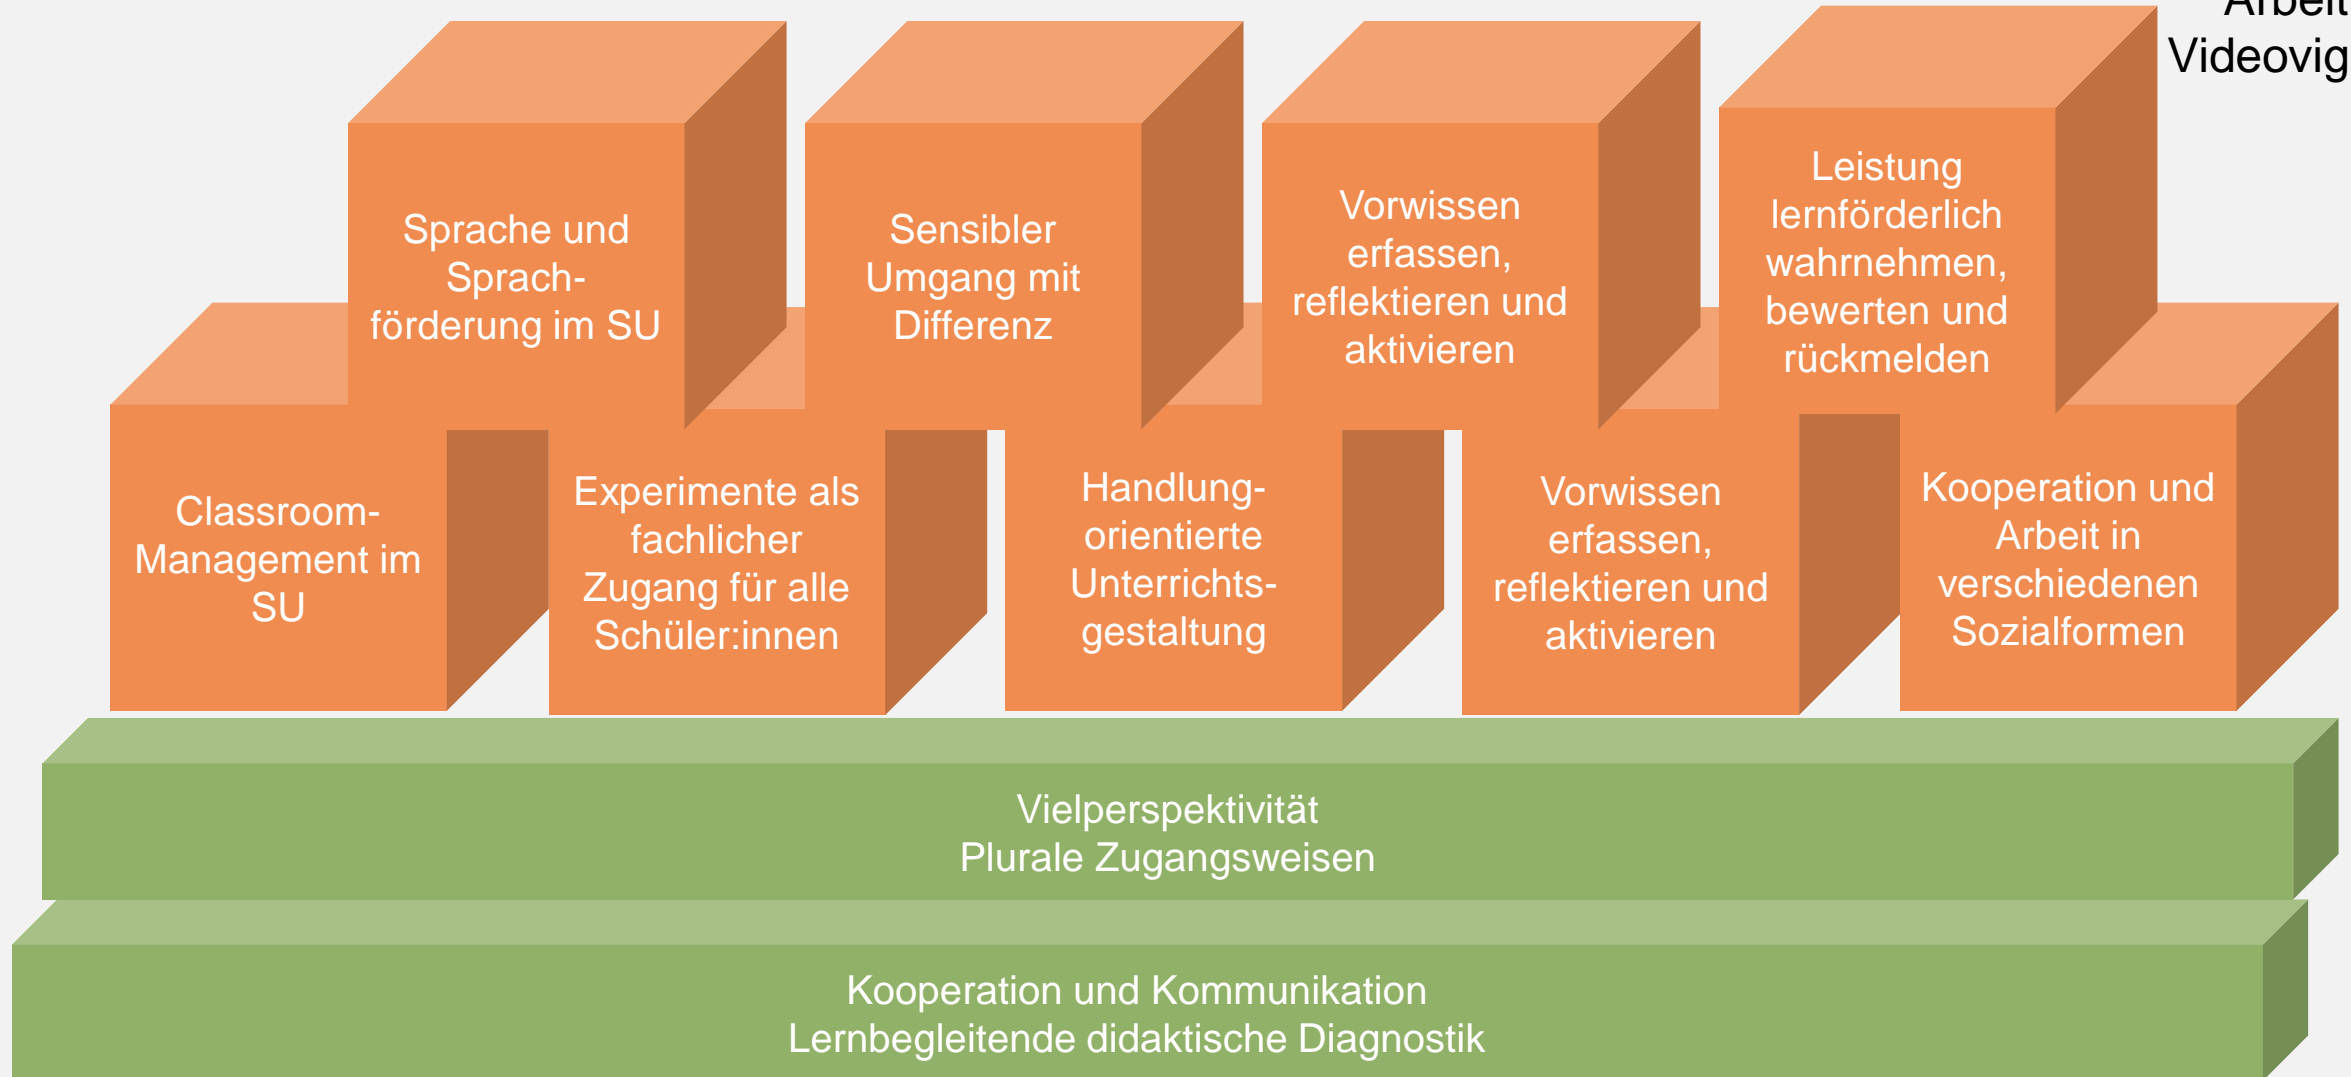 Arbeit
Videovig
Sprache und
Sprach-
förderung im SU
Sensibler
Umgang mit
Differenz
Vorwissen
erfassen,
reflektieren und
aktivieren
Leistung
lernförderlich
wahrnehmen,
bewerten und
rückmelden
Classroom-
Management im
SU
Experimente als
fachlicher
Zugang für alle
Schüler:innen
Handlung-
orientierte
Unterrichts-
gestaltung
Vorwissen
erfassen,
reflektieren und
aktivieren
Kooperation und
Arbeit in
verschiedenen
Sozialformen
Vielperspektivität
Plurale Zugangsweisen
Kooperation und Kommunikation
Lernbegleitende didaktische Diagnostik